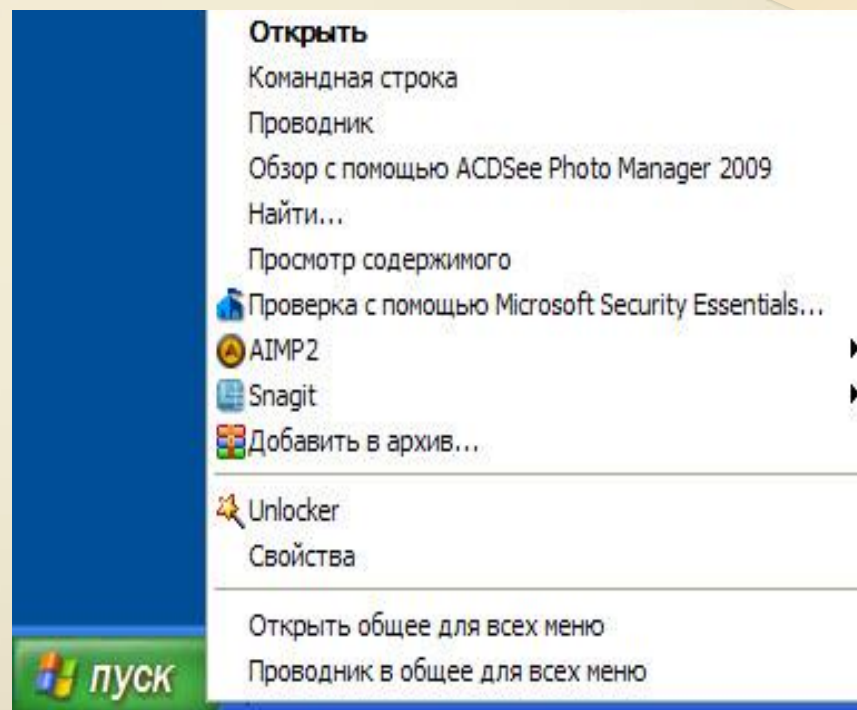 Открыть
Командная строка
Проводник
Обзор с помощью ACDSee Photo Manager 2009
Найти...
Просмотр содержимого
Проверка с помощью Microsoft Security Essentials...
AIMP2
Snagit
Добавить в архив...
Unlocker
Свойства
Открыть общее для всех меню
Проводник в общее для всех меню
пуск